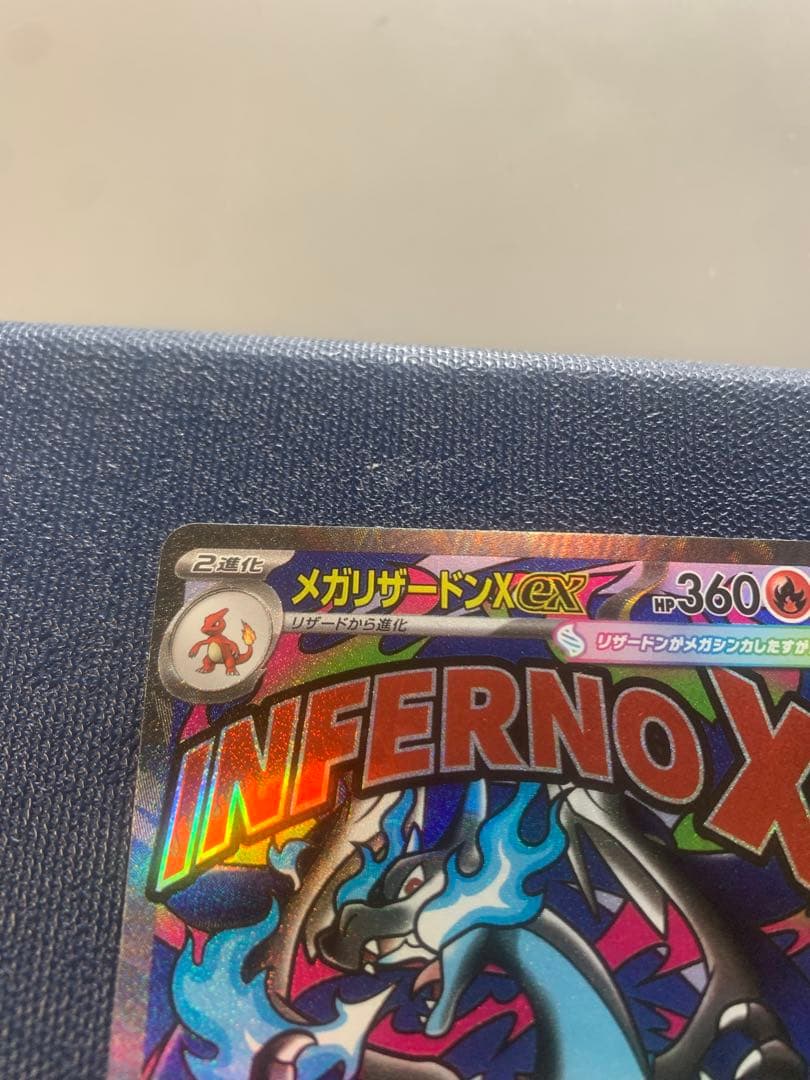 2進化
メガリザードンXex
HP360
リザードから進化
リザードンがメガシンカしたすが
INFERNO X